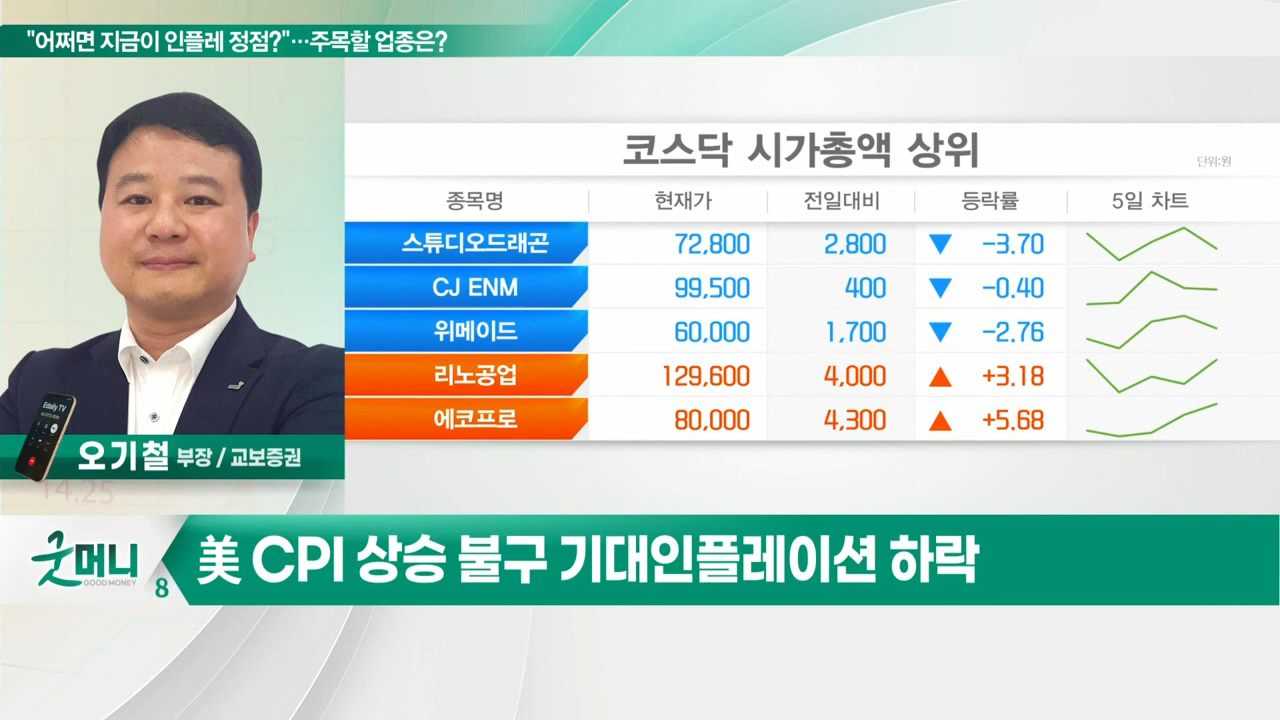 "어쩌면 지금이 인플레 정점?"…주목할 업종은?
코스닥 시가총액 상위
단위:원
종목명 현재가 전일대비 등락률 5일 차트
스튜디오드래곤 72,800 2,800 ▼ -3.70
CJ ENM 99,500 400 ▼ -0.40
위메이드 60,000 1,700 ▼ -2.76
리노공업 129,600 4,000 ▲ +3.18
에코프로 80,000 4,300 ▲ +5.68
Edaily TV
오기철 부장 / 교보증권
14.25
굿머니
GOOD MONEY
8
美 CPI 상승 불구 기대인플레이션 하락